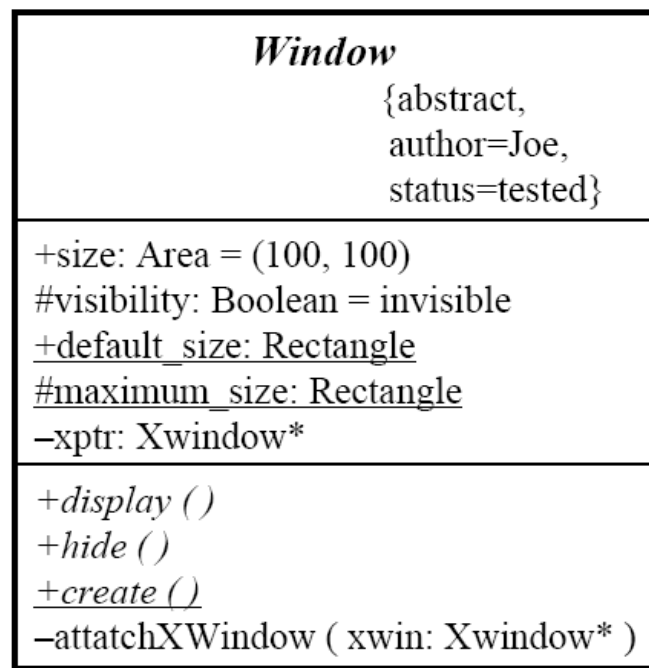 Window
{abstract,
author=Joe,
status=tested}
+size: Area = (100, 100)
#visibility: Boolean = invisible
+default_size: Rectangle
#maximum_size: Rectangle
–xptr: Xwindow*
+display ( )
+hide ( )
+create ( )
–attatchXWindow ( xwin: Xwindow* )